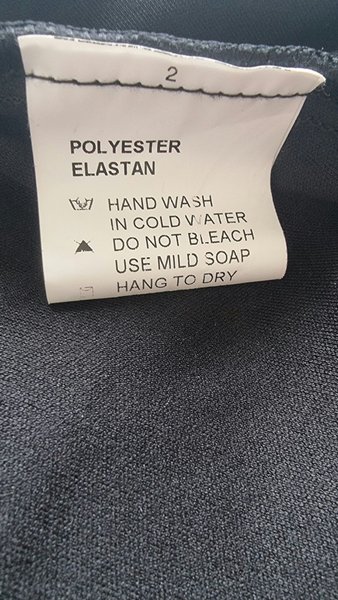 2
POLYESTER
ELASTAN
HAND WASH
IN COLD WATER
DO NOT BLEACH
USE MILD SOAP
HANG TO DRY